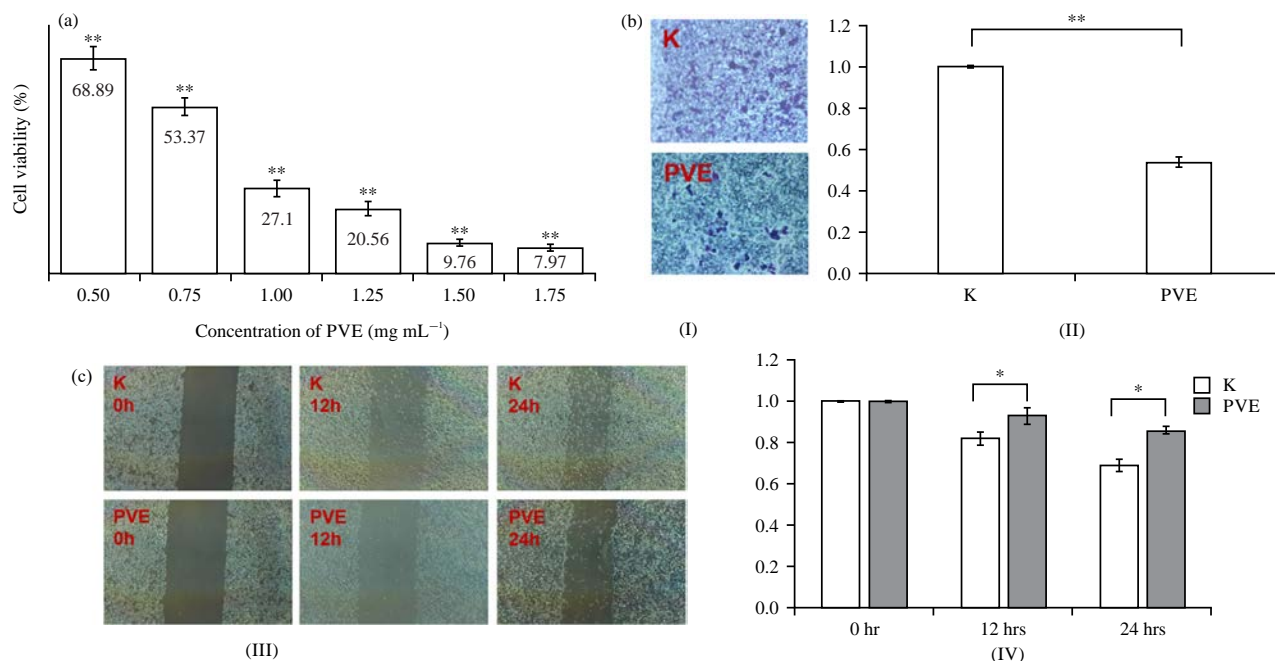 (a)
Cell viability (%)
**
68.89
**
53.37
**
27.1
**
20.56
**
9.76
**
7.97
0.50 0.75 1.00 1.25 1.50 1.75
Concentration of PVE (mg mL⁻¹)
(b)
K
PVE
(I)
1.2
1.0
0.8
0.6
0.4
0.2
0.0
**
K PVE
(II)
(c)
K
0h
K
12h
K
24h
PVE
0h
PVE
12h
PVE
24h
(III)
1.2
1.0
0.8
0.6
0.4
0.2
0.0
*
*
K
PVE
0 hr 12 hrs 24 hrs
(IV)